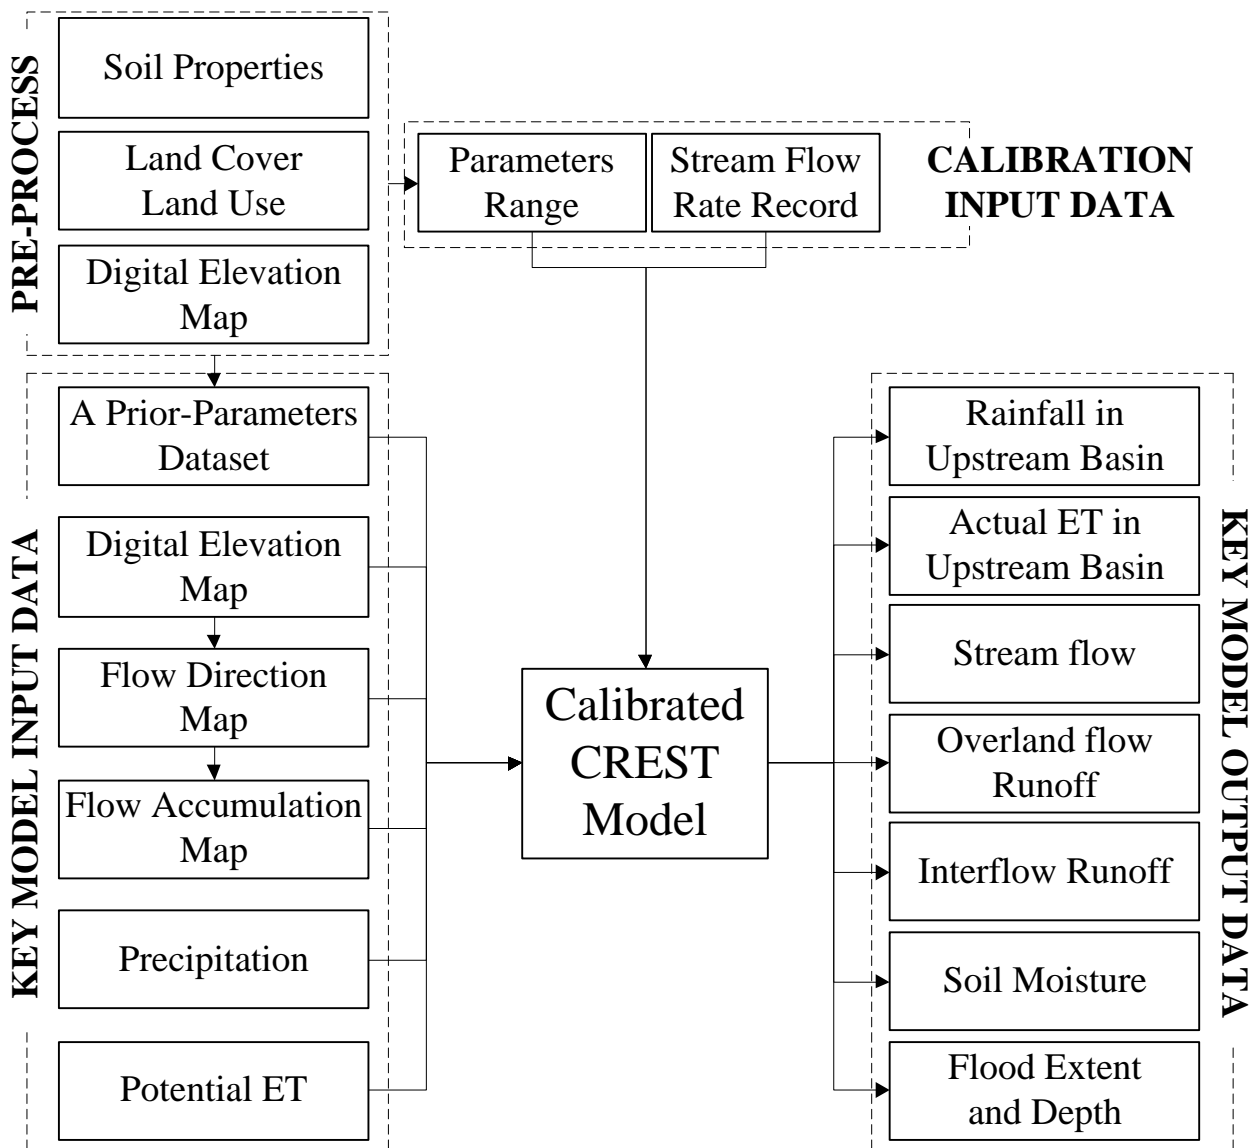 PRE-PROCESS
Soil Properties
Land Cover
Land Use
Digital Elevation
Map
Parameters
Range
Stream Flow
Rate Record
CALIBRATION
INPUT DATA
KEY MODEL INPUT DATA
A Prior-Parameters
Dataset
Digital Elevation
Map
Flow Direction
Map
Flow Accumulation
Map
Precipitation
Potential ET
Calibrated
CREST
Model
Rainfall in
Upstream Basin
Actual ET in
Upstream Basin
Stream flow
Overland flow
Runoff
Interflow Runoff
Soil Moisture
Flood Extent
and Depth
KEY MODEL OUTPUT DATA